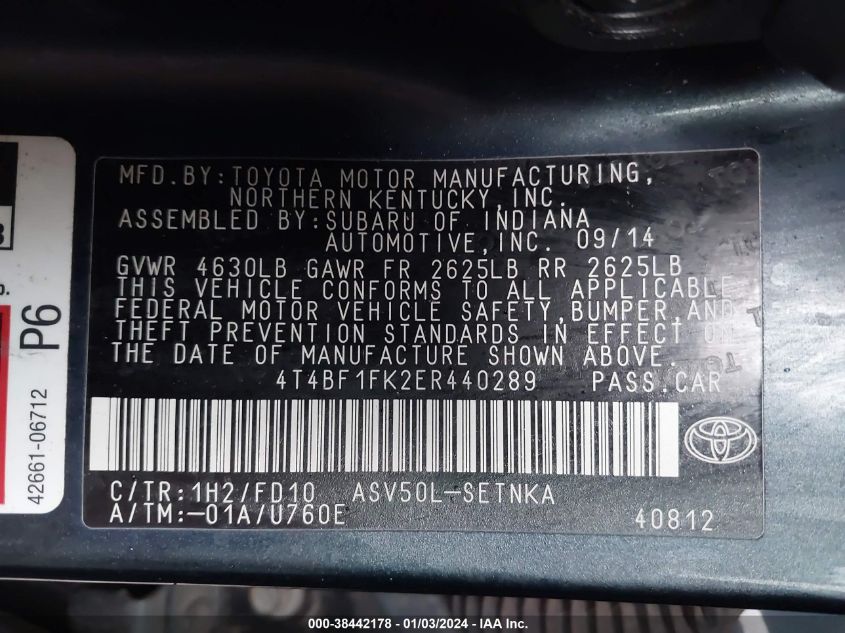 MFD.BY:TOYOTA MOTOR MANUFACTURING,
NORTHERN KENTUCKY,INC.
ASSEMBLED BY:SUBARU OF INDIANA
AUTOMOTIVE,INC. 09/14
GVWR 4630LB GAWR FR 2625LB RR 2625LB
THIS VEHICLE CONFORMS TO ALL APPLICABLE
FEDERAL MOTOR VEHICLE SAFETY,BUMPER,AND
THEFT PREVENTION STANDARDS IN EFFECT ON
THE DATE OF MANUFACTURE SHOWN ABOVE.
4T4BF1FK2ER440289 PASS.CAR
C/TR:1H2/FD10 ASV50L-SETNKA
A/TM:-01A/U760E 40812
P6
42661-06712
000-38442178 - 01/03/2024 - IAA Inc.